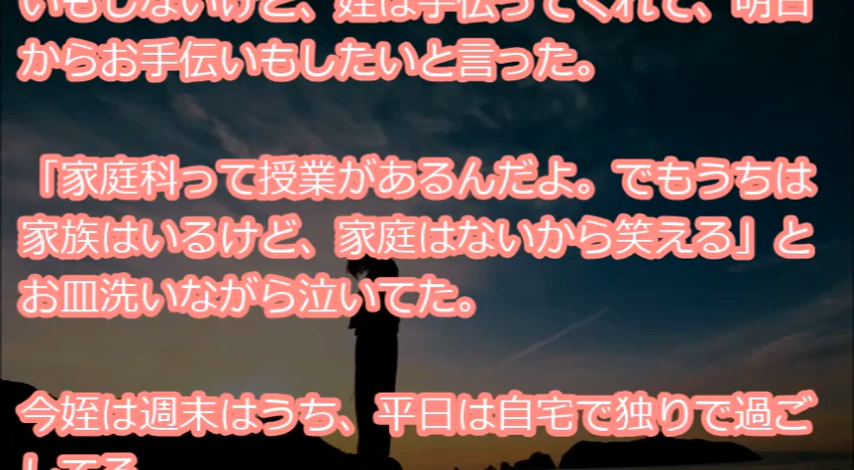 いもしないけど、姪は手伝ってくれて、明日
からお手伝いもしたいと言った。
「家庭科って授業があるんだよ。でもうちは
家族はいるけど、家庭はないから笑える」と
お皿洗いながら泣いてた。
今姪は週末はうち、平日は自宅で独りで過ご
してる